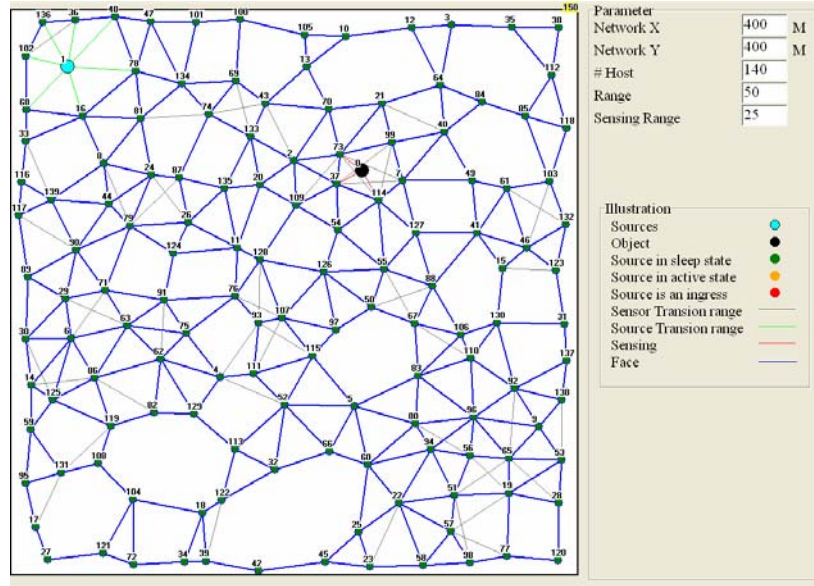 150
136 36 40 47 101 100 105 10 12 3 35 38
102 1 78 134 69 13 64 112
68 16 81 74 43 70 21 84 85
33 133 73 99 40 118
8 24 87 2 0
116 139 44 135 20 37 7 49 61 103
117 79 26 109 114
90 124 11 54 127 41 46 132
89 120 126 55 15 123
29 71 91 76 88
30 6 63 75 93 107 97 50 67 106 130 31
14 86 62 4 111 115 83 110 137
125 82 129 52 5 92 138
59 119 80 96 9
131 108 113 32 66 60 94 56 65 53
95 104 18 122 22 51 19 28
17 25 57
27 121 72 34 39 42 45 23 58 98 77 120
Parameter
Network X 400 M
Network Y 400 M
# Host 140
Range 50
Sensing Range 25
Illustration
Sources
Object
Source in sleep state
Source in active state
Source is an ingress
Sensor Transion range
Source Transion range
Sensing
Face